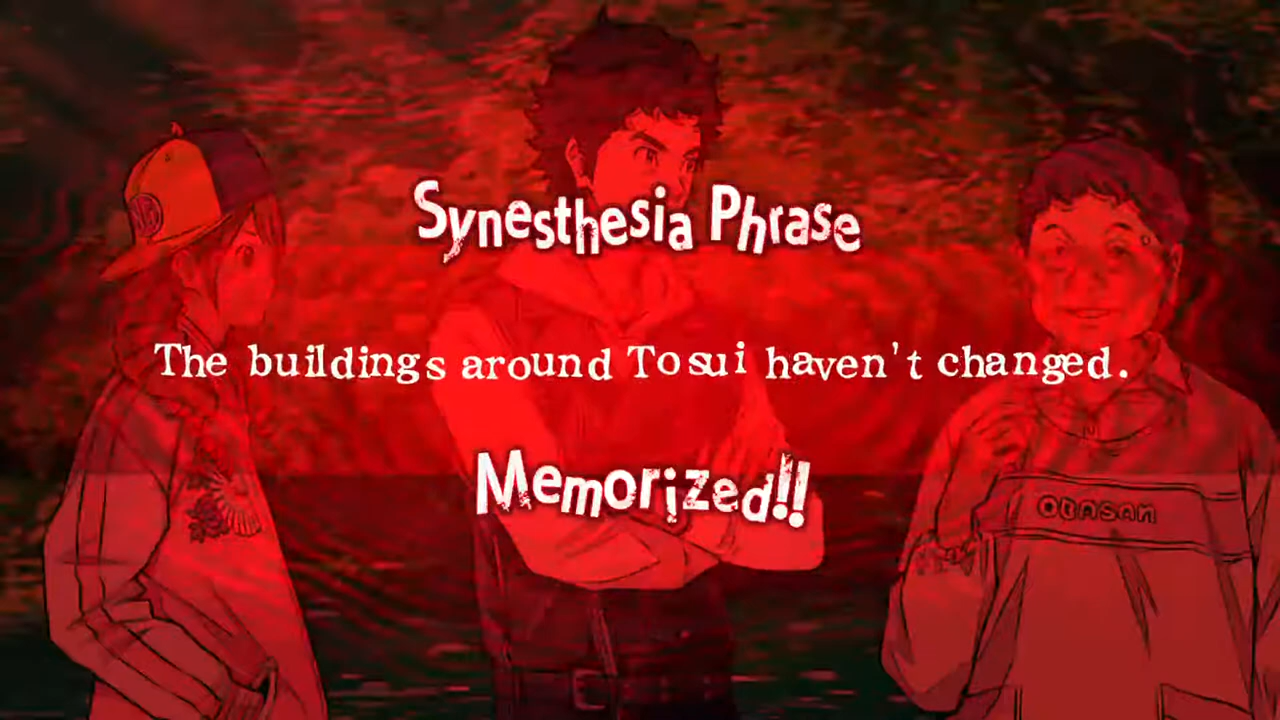 Synesthesia Phrase
The buildings around Tosui haven't changed.
Memorized!!
OBASAN